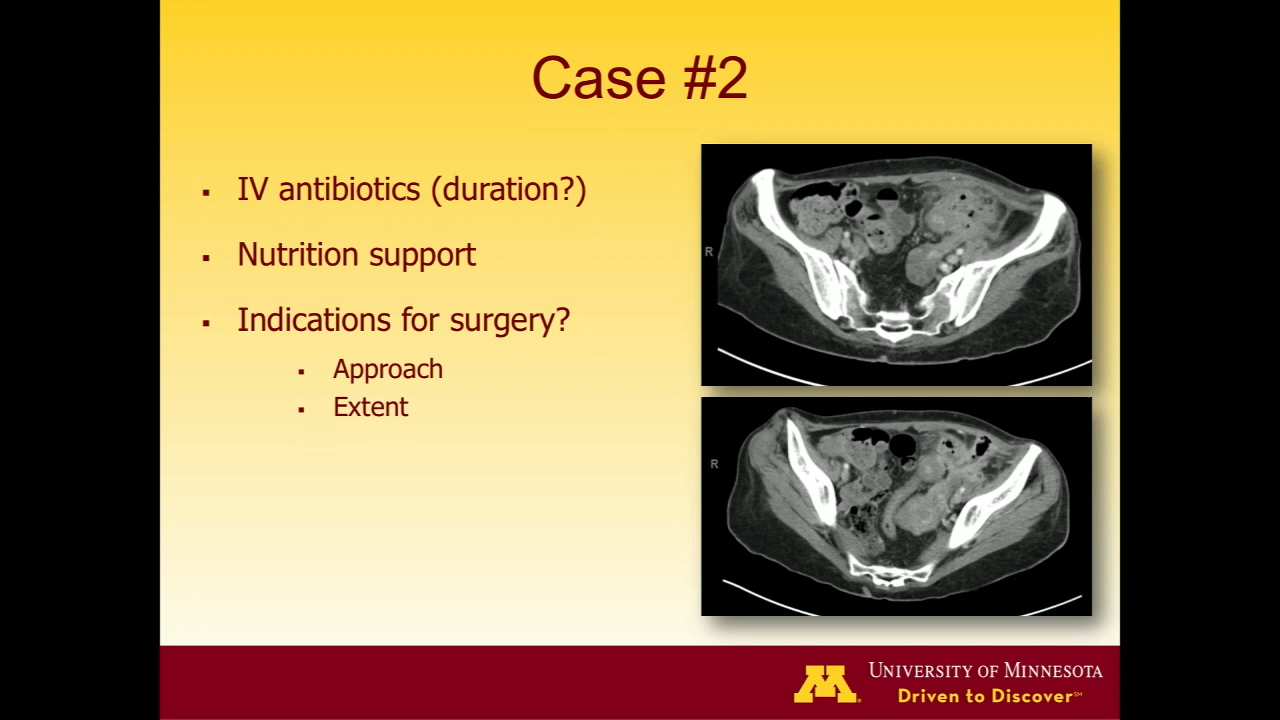 Case #2
IV antibiotics (duration?)
Nutrition support
Indications for surgery?
Approach
Extent
R
R
M
UNIVERSITY OF MINNESOTA
Driven to Discover℠